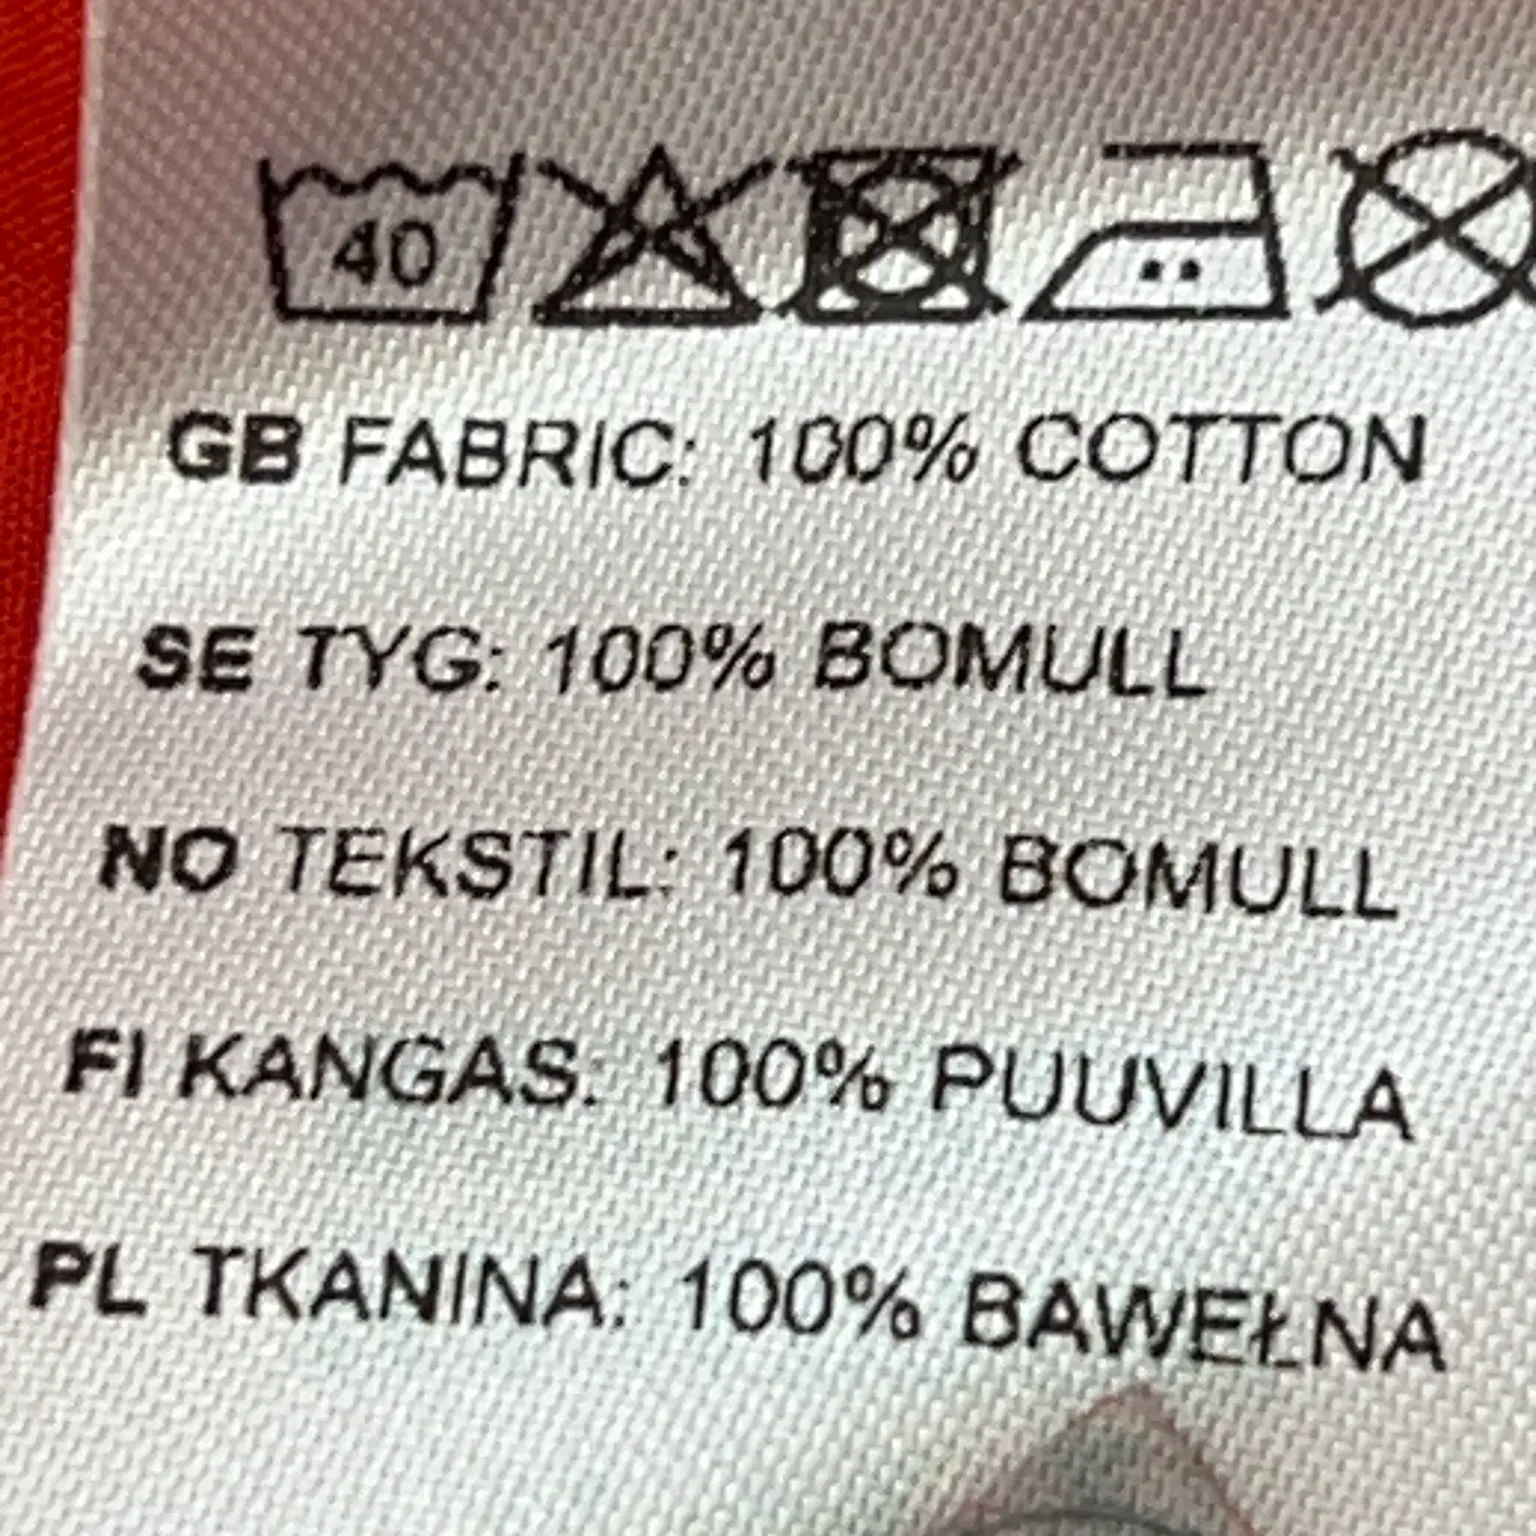 40
GB FABRIC: 100% COTTON
SE TYG: 100% BOMULL
NO TEKSTIL: 100% BOMULL
FI KANGAS: 100% PUUVILLA
PL TKANINA: 100% BAWEŁNA